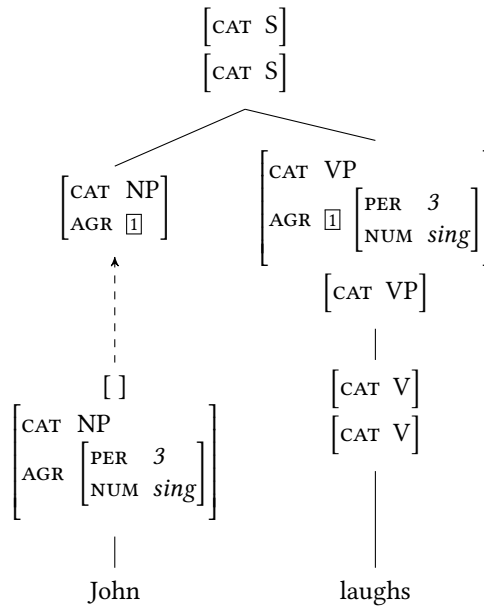 [CAT S]
[CAT S]
[CAT NP
AGR 1]
[CAT VP
AGR 1 [PER 3
NUM sing]]
[CAT VP]
[ ]
[CAT NP
AGR [PER 3
NUM sing]]
[CAT V]
[CAT V]
John
laughs